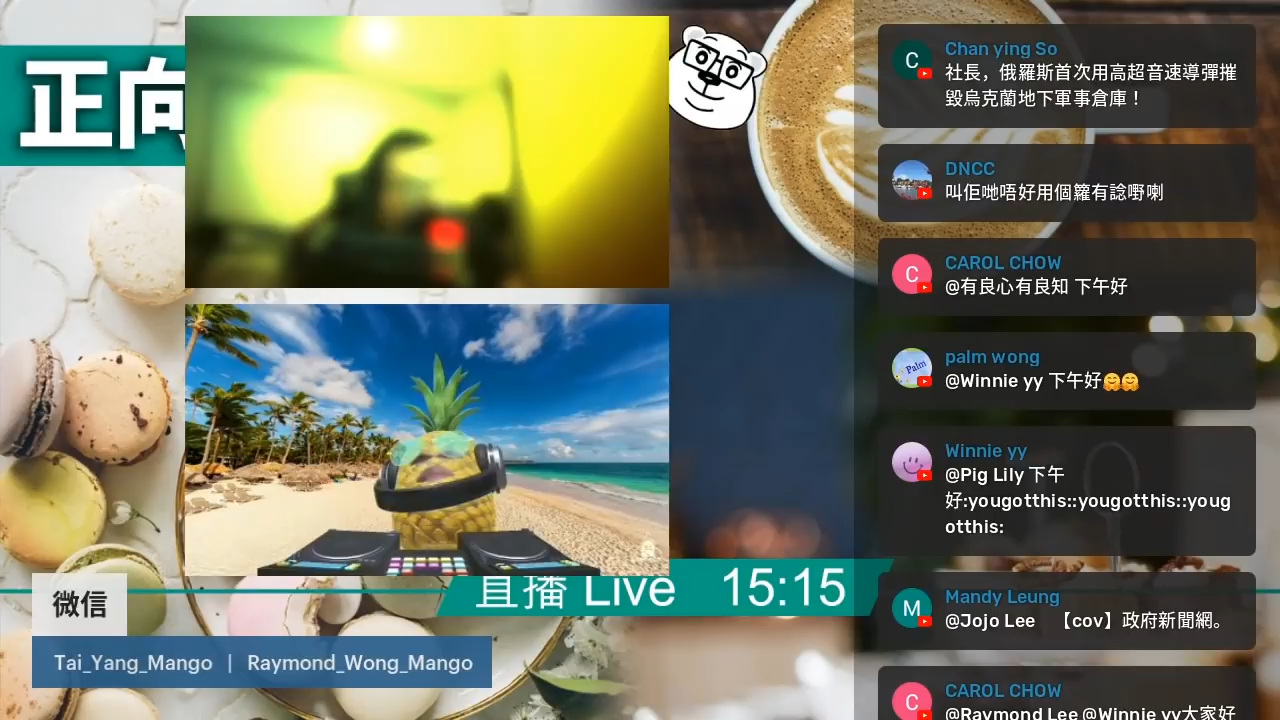 正向
Chan ying So
社長，俄羅斯首次用高超音速導彈摧
毀烏克蘭地下軍事倉庫！
DNCC
叫佢哋唔好用個籮有諗嘢喇
CAROL CHOW
@有良心有良知 下午好
palm wong
@Winnie yy 下午好🤗🤗
Winnie yy
@Pig Lily 下午
好:yougotthis::yougotthis::youg
otthis:
Mandy Leung
@Jojo Lee 【cov】政府新聞網。
CAROL CHOW
@Raymond Lee @Winnie yy大家好
直播 Live 15:15
微信
Tai_Yang_Mango | Raymond_Wong_Mango